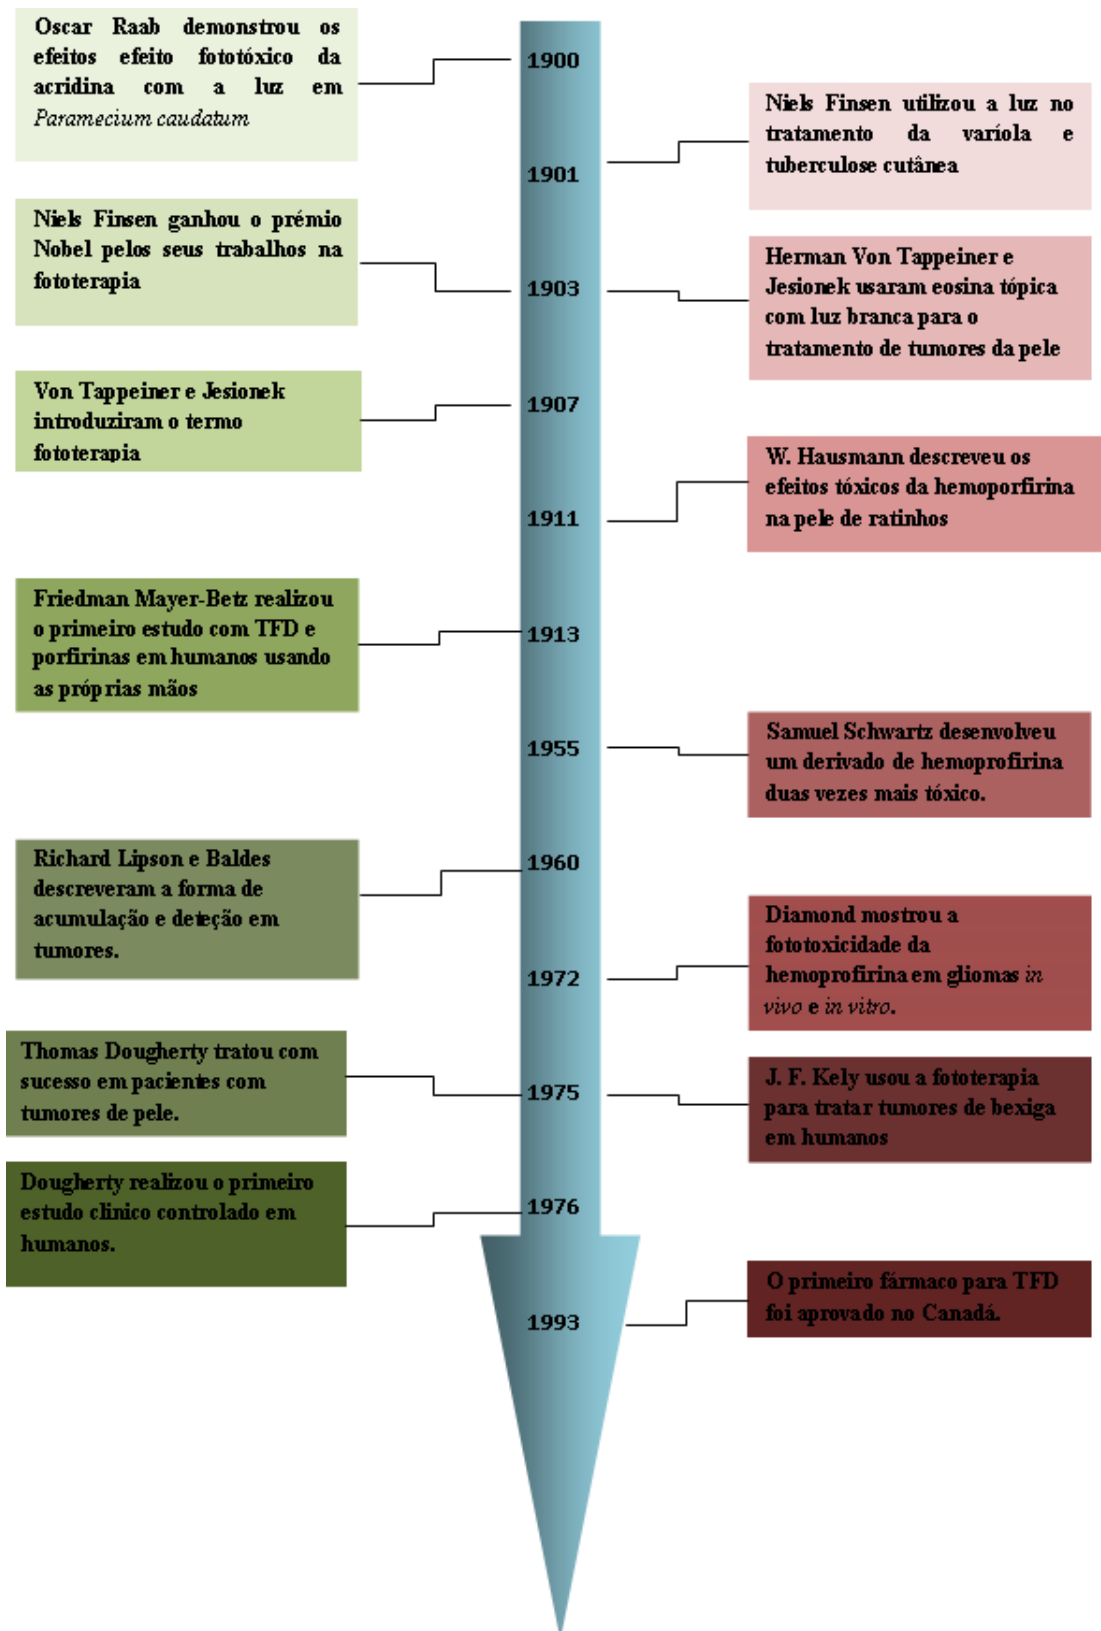 Oscar Raab demonstrou os
efeitos efeito fototóxico da
acridina com a luz em
Paramecium caudatum
1900
Niels Finsen utilizou a luz no
tratamento da varíola e
tuberculose cutânea
1901
Niels Finsen ganhou o prémio
Nobel pelos seus trabalhos na
fototerapia
1903
Herman Von Tappeiner e
Jesionek usaram eosina tópica
com luz branca para o
tratamento de tumores da pele
Von Tappeiner e Jesionek
introduziram o termo
fototerapia
1907
W. Hausmann descreveu os
efeitos tóxicos da hemoporfirina
na pele de ratinhos
1911
Friedman Mayer-Betz realizou
o primeiro estudo com TFD e
porfirinas em humanos usando
as próprias mãos
1913
Samuel Schwartz desenvolveu
um derivado de hemoprofirina
duas vezes mais tóxico.
1955
Richard Lipson e Baldes
descreveram a forma de
acumulação e deteção em
tumores.
1960
Diamond mostrou a
fototoxicidade da
hemoprofirina em gliomas in
vivo e in vitro.
1972
Thomas Dougherty tratou com
sucesso em pacientes com
tumores de pele.
1975
J. F. Kely usou a fototerapia
para tratar tumores de bexiga
em humanos
Dougherty realizou o primeiro
estudo clinico controlado em
humanos.
1976
O primeiro fármaco para TFD
foi aprovado no Canadá.
1993